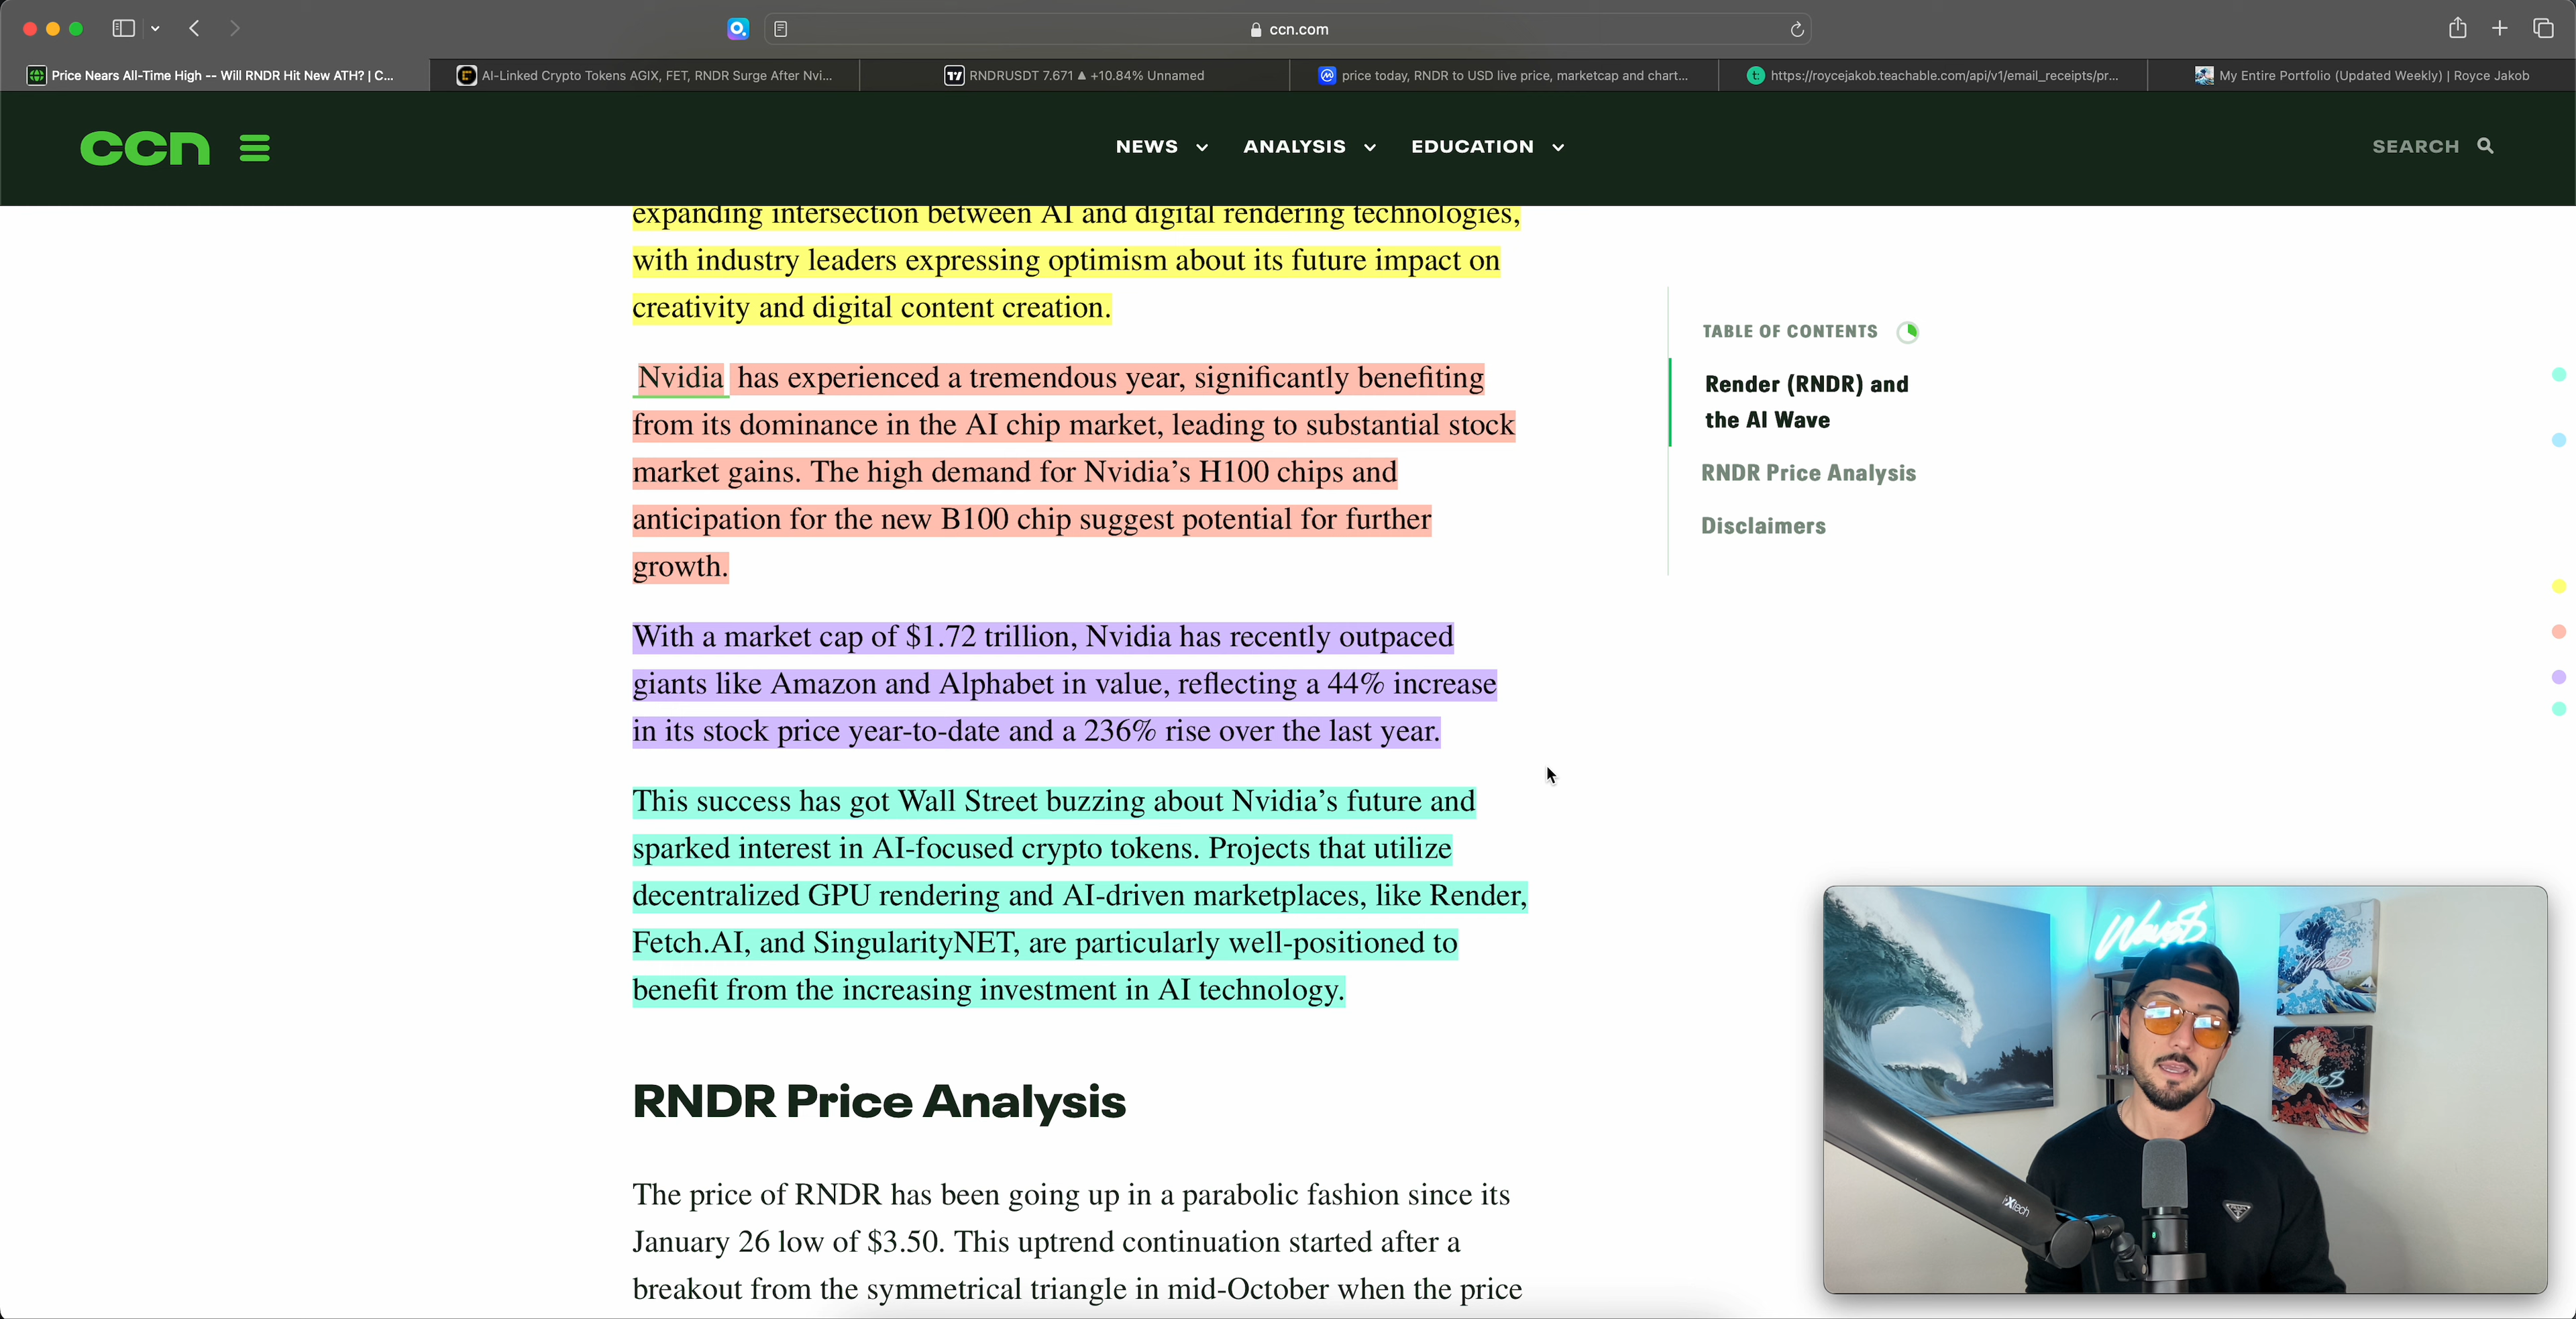 ccn.com
Price Nears All-Time High -- Will RNDR Hit New ATH? | C...
AI-Linked Crypto Tokens AGIX, FET, RNDR Surge After Nvi...
RNDRUSDT 7.671 ▲ +10.84% Unnamed
price today, RNDR to USD live price, marketcap and chart...
https://roycejakob.teachable.com/api/v1/email_receipts/pr...
My Entire Portfolio (Updated Weekly) | Royce Jakob
ccn
NEWS
ANALYSIS
EDUCATION
SEARCH
expanding intersection between AI and digital rendering technologies,
with industry leaders expressing optimism about its future impact on
creativity and digital content creation.
Nvidia has experienced a tremendous year, significantly benefiting
from its dominance in the AI chip market, leading to substantial stock
market gains. The high demand for Nvidia’s H100 chips and
anticipation for the new B100 chip suggest potential for further
growth.
With a market cap of $1.72 trillion, Nvidia has recently outpaced
giants like Amazon and Alphabet in value, reflecting a 44% increase
in its stock price year-to-date and a 236% rise over the last year.
This success has got Wall Street buzzing about Nvidia’s future and
sparked interest in AI-focused crypto tokens. Projects that utilize
decentralized GPU rendering and AI-driven marketplaces, like Render,
Fetch.AI, and SingularityNET, are particularly well-positioned to
benefit from the increasing investment in AI technology.
RNDR Price Analysis
The price of RNDR has been going up in a parabolic fashion since its
January 26 low of $3.50. This uptrend continuation started after a
breakout from the symmetrical triangle in mid-October when the price
TABLE OF CONTENTS
Render (RNDR) and
the AI Wave
RNDR Price Analysis
Disclaimers
Wave$